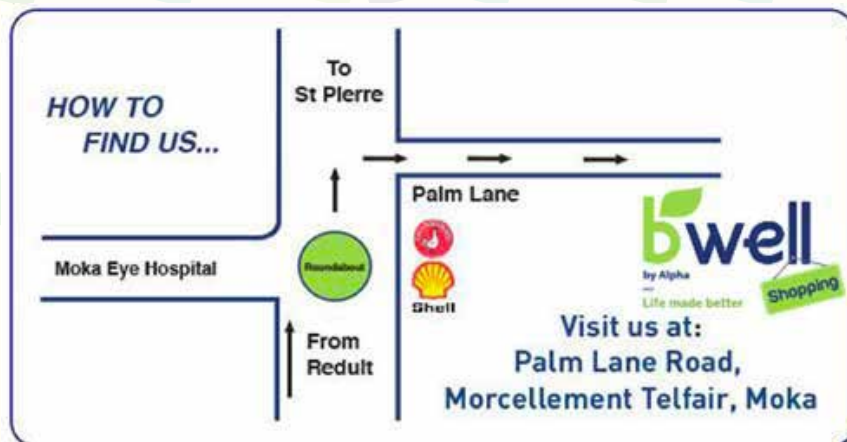 HOW TO
FIND US...
To
St Pierre
Palm Lane
Moka Eye Hospital
Roundabout
Shell
From
Reduit
bwell
by Alpha
Life made better
Shopping
Visit us at:
Palm Lane Road,
Morcellement Telfair, Moka